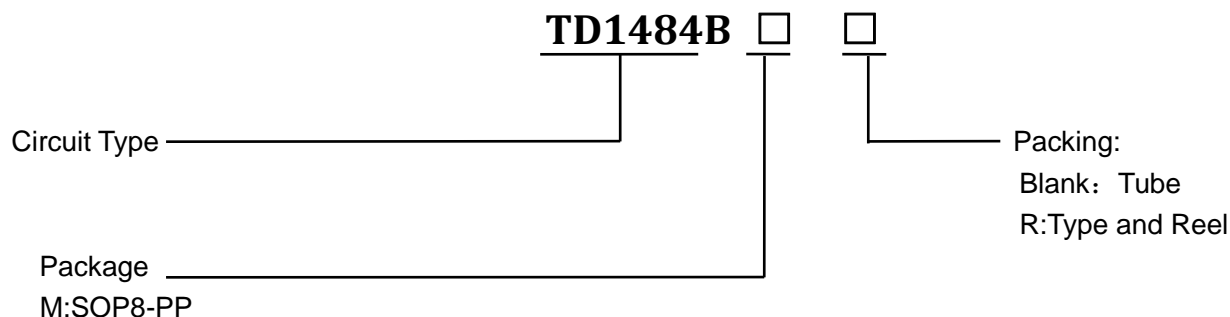 TD1484B □ □
Circuit Type
Packing:
Blank：Tube
R:Type and Reel
Package
M:SOP8-PP